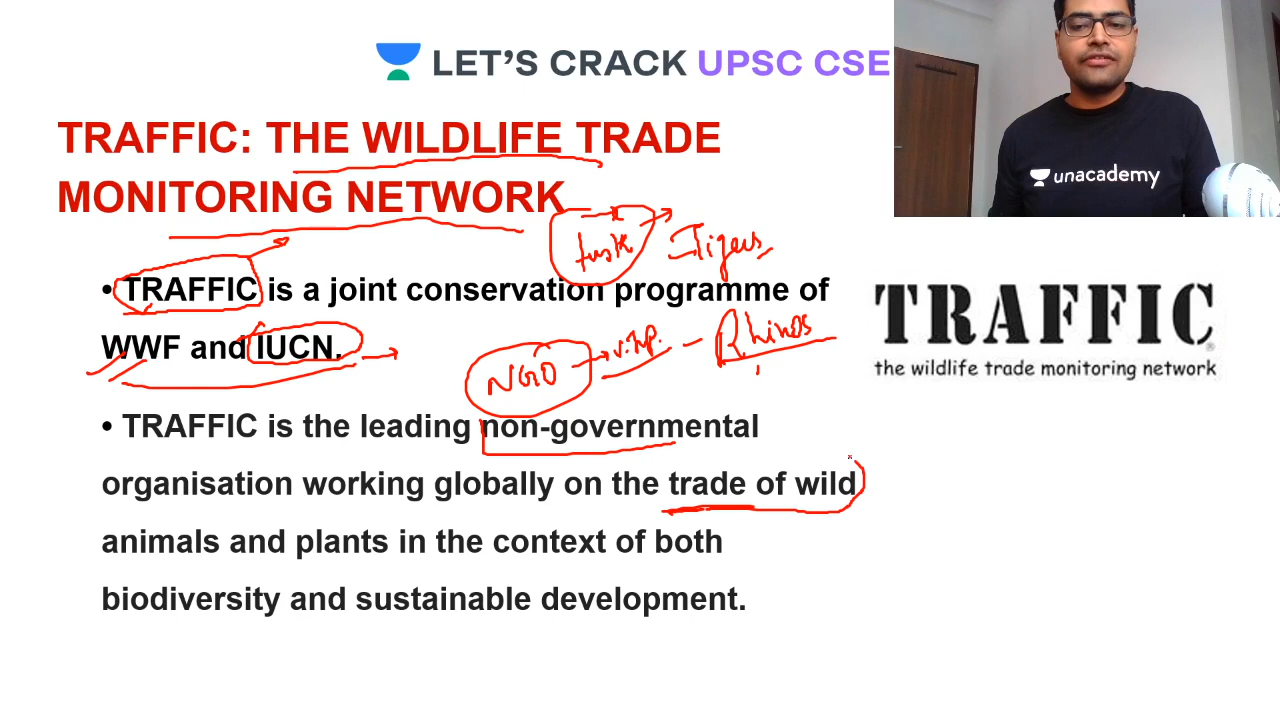 LET'S CRACK UPSC CSE
unacademy
TRAFFIC: THE WILDLIFE TRADE
MONITORING NETWORK
tusk
Tigers
• TRAFFIC is a joint conservation programme of
WWF and IUCN.
NGO
v.Imp. - Rhinos
TRAFFIC®
the wildlife trade monitoring network
• TRAFFIC is the leading non-governmental
organisation working globally on the trade of wild
animals and plants in the context of both
biodiversity and sustainable development.